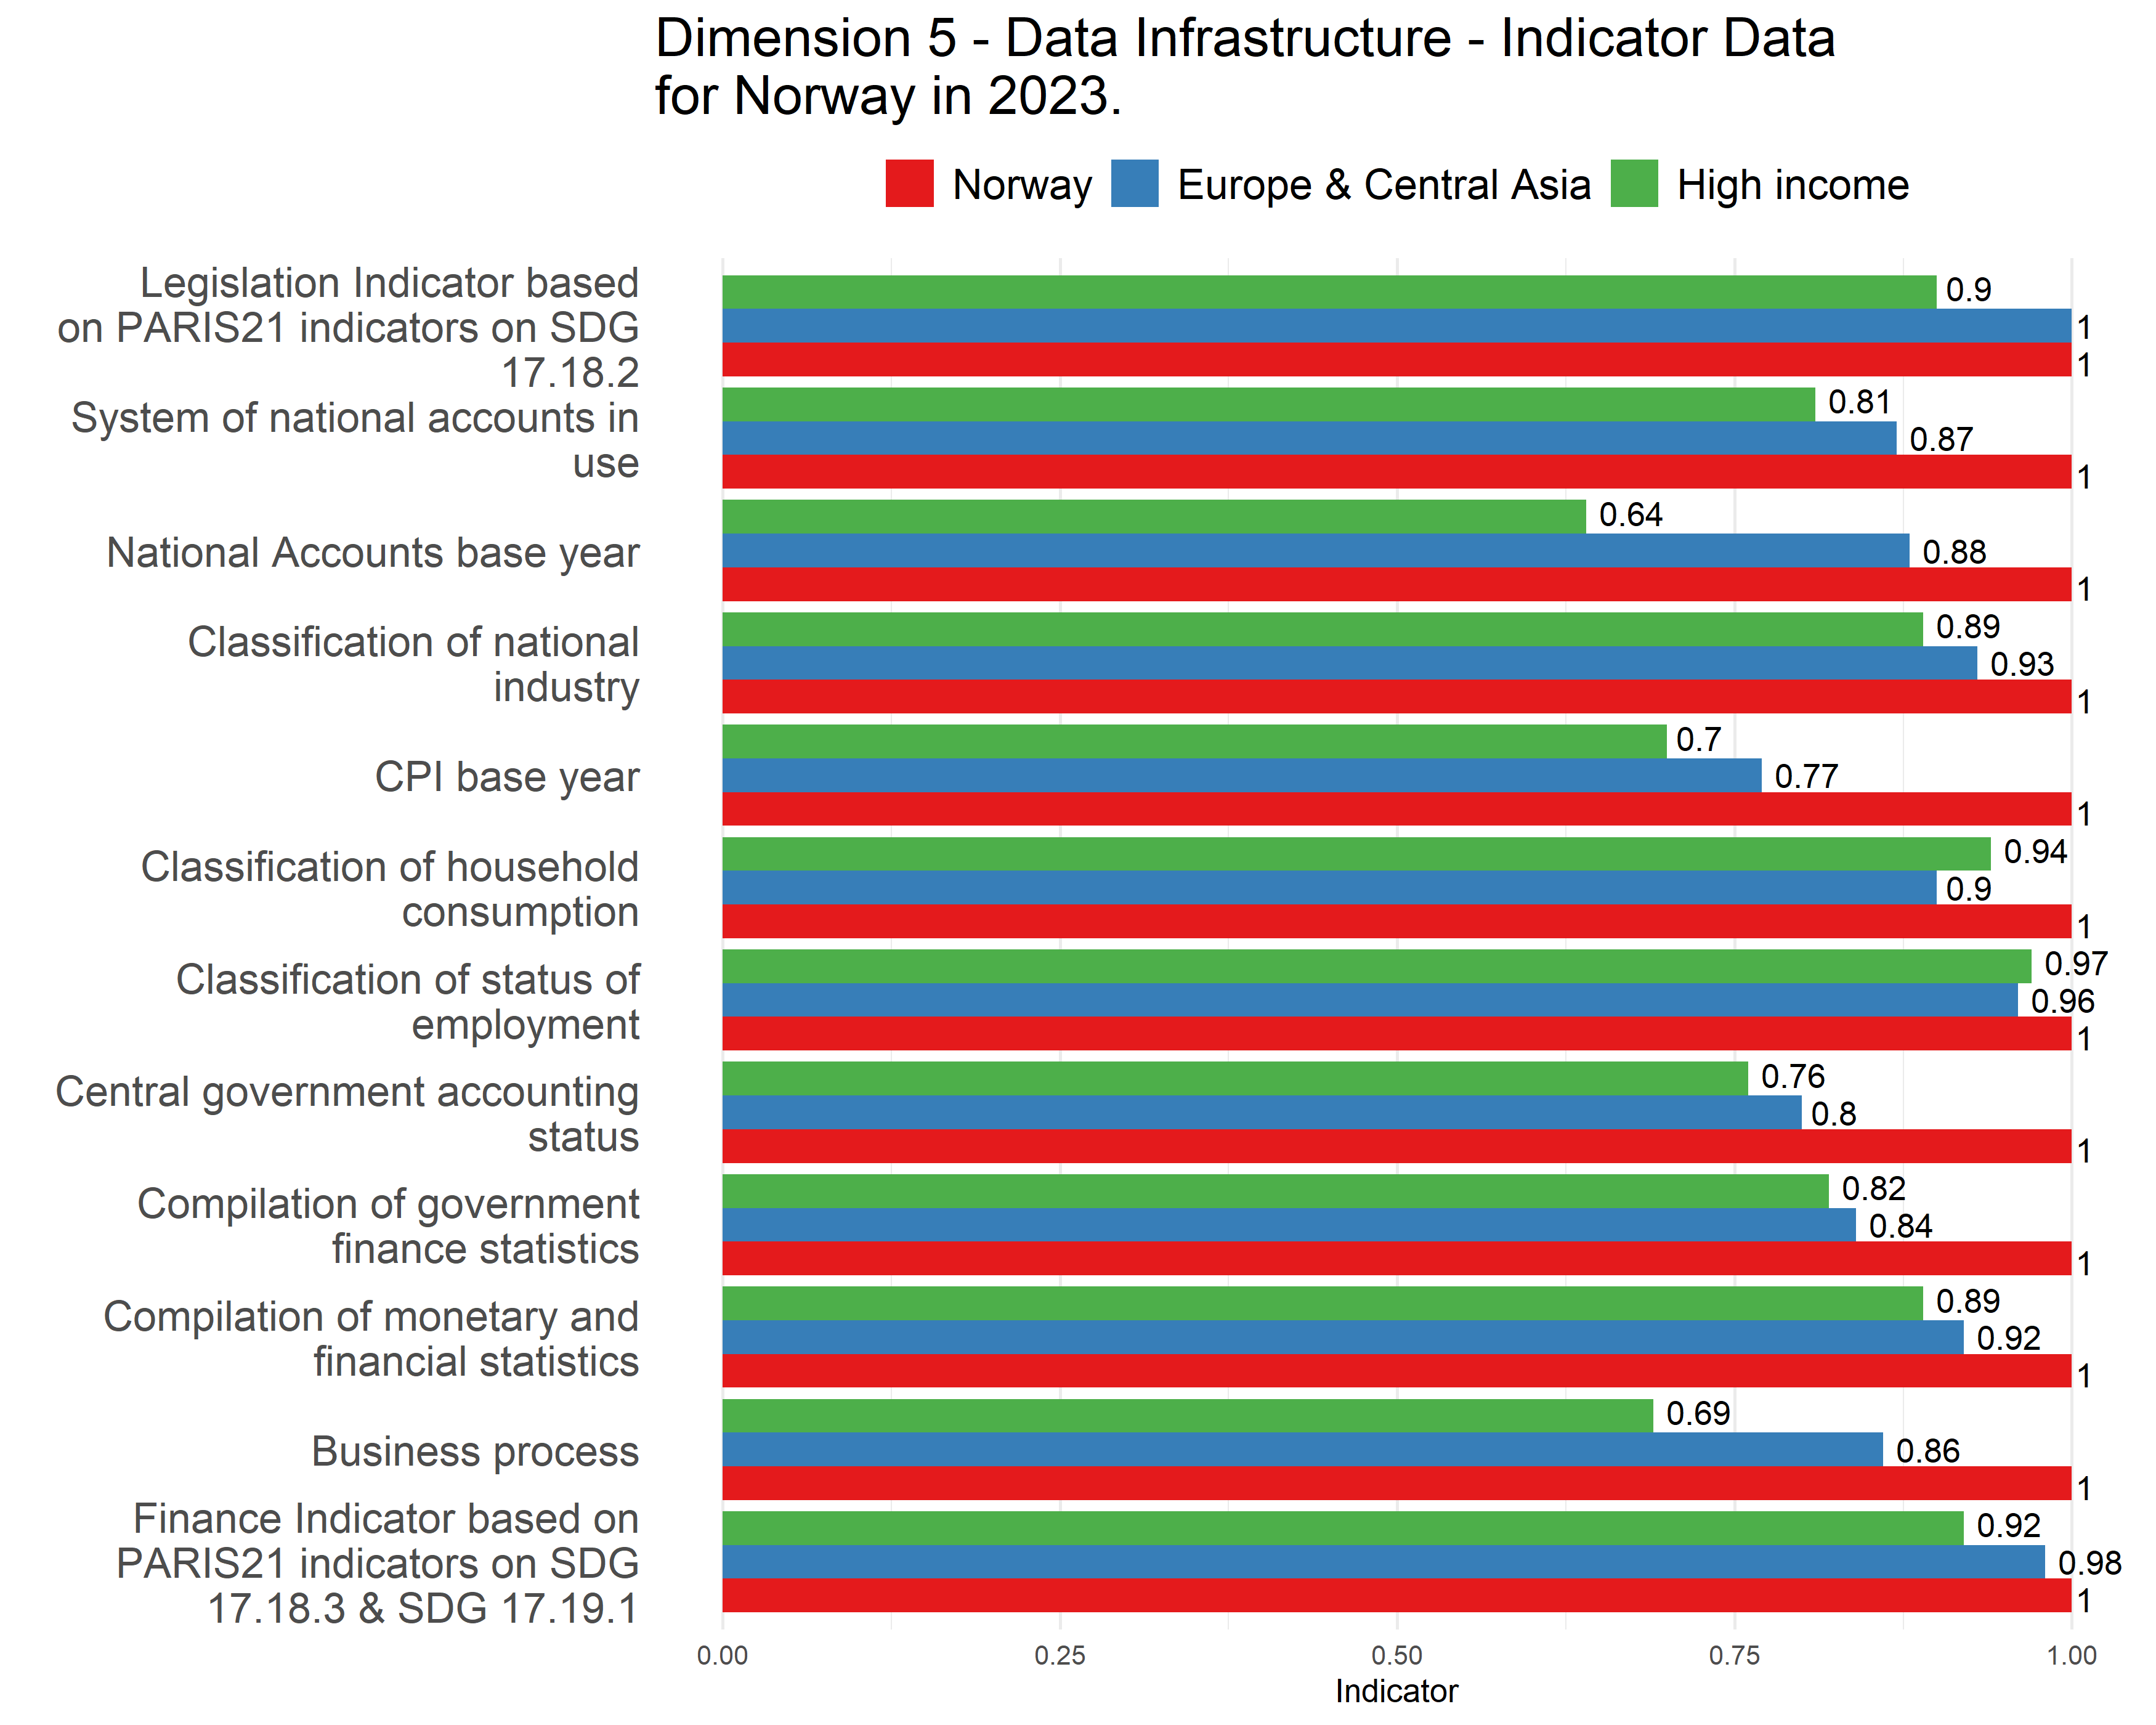 Dimension 5 - Data Infrastructure - Indicator Data
for Norway in 2023.
Norway Europe & Central Asia High income
Legislation Indicator based
on PARIS21 indicators on SDG
17.18.2
0.9
1
1
System of national accounts in
use
0.81
0.87
1
National Accounts base year
0.64
0.88
1
Classification of national
industry
0.89
0.93
1
CPI base year
0.7
0.77
1
Classification of household
consumption
0.94
0.9
1
Classification of status of
employment
0.97
0.96
1
Central government accounting
status
0.76
0.8
1
Compilation of government
finance statistics
0.82
0.84
1
Compilation of monetary and
financial statistics
0.89
0.92
1
Business process
0.69
0.86
1
Finance Indicator based on
PARIS21 indicators on SDG
17.18.3 & SDG 17.19.1
0.92
0.98
1
0.00 0.25 0.50 0.75 1.00
Indicator